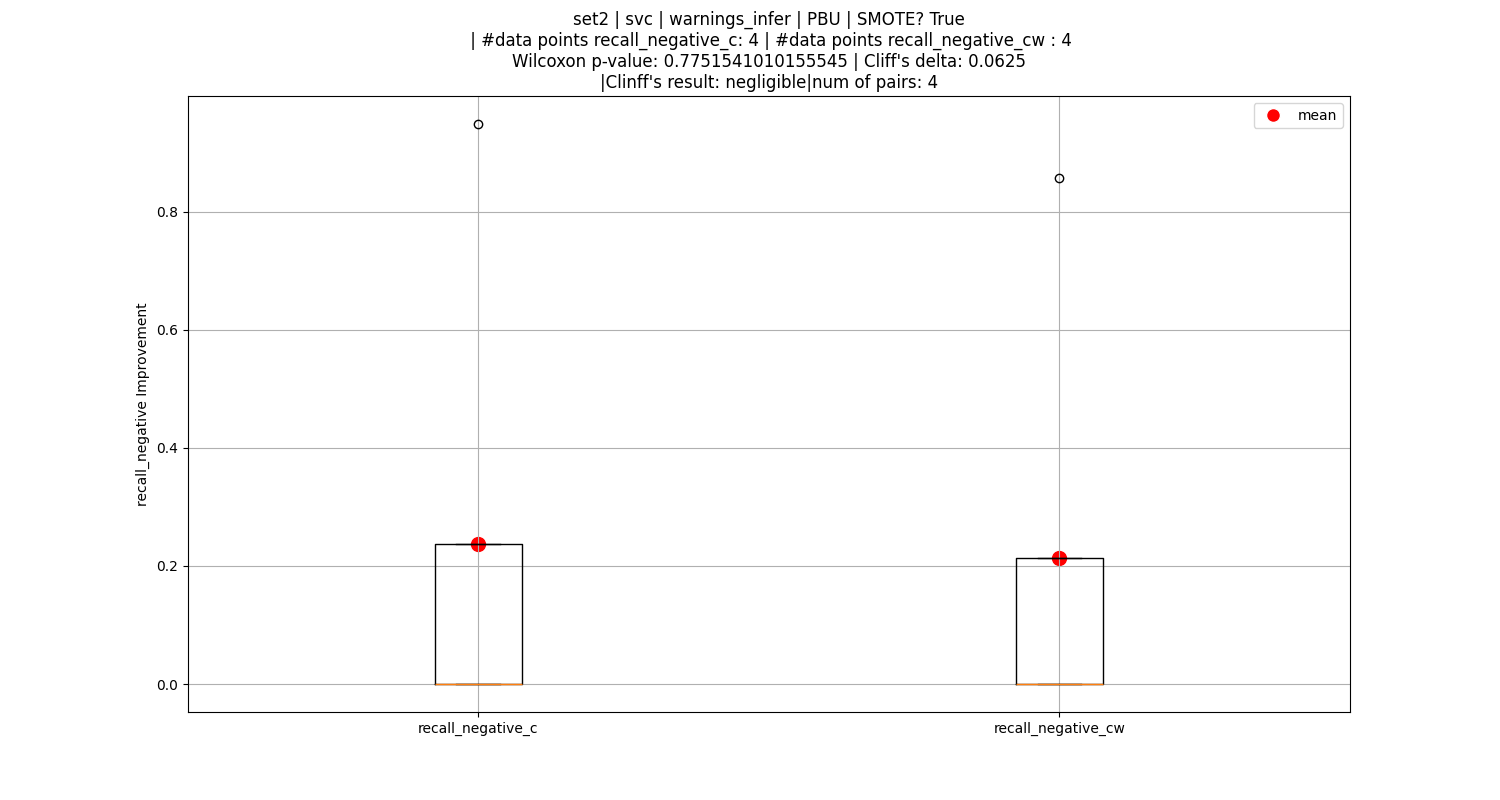 set2 | svc | warnings_infer | PBU | SMOTE? True
| #data points recall_negative_c: 4 | #data points recall_negative_cw : 4
Wilcoxon p-value: 0.7751541010155545 | Cliff's delta: 0.0625
|Clinff's result: negligible|num of pairs: 4
mean
0.8
0.6
0.4
0.2
0.0
recall_negative Improvement
recall_negative_c
recall_negative_cw